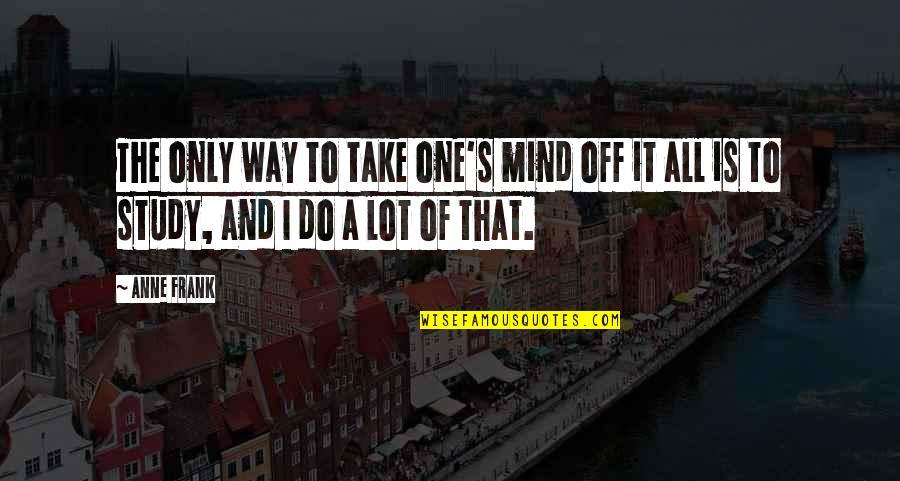 THE ONLY WAY TO TAKE ONE'S MIND OFF IT ALL IS TO
STUDY, AND I DO A LOT OF THAT.
~ ANNE FRANK
WISEFAMOUSQUOTES.COM